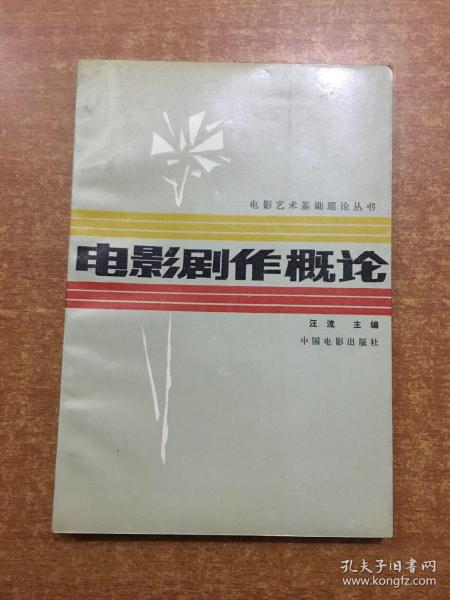 电影艺术基础理论丛书
电影剧作概论
汪流 主编
中国电影出版社
孔夫子旧书网
www.kongfz.com